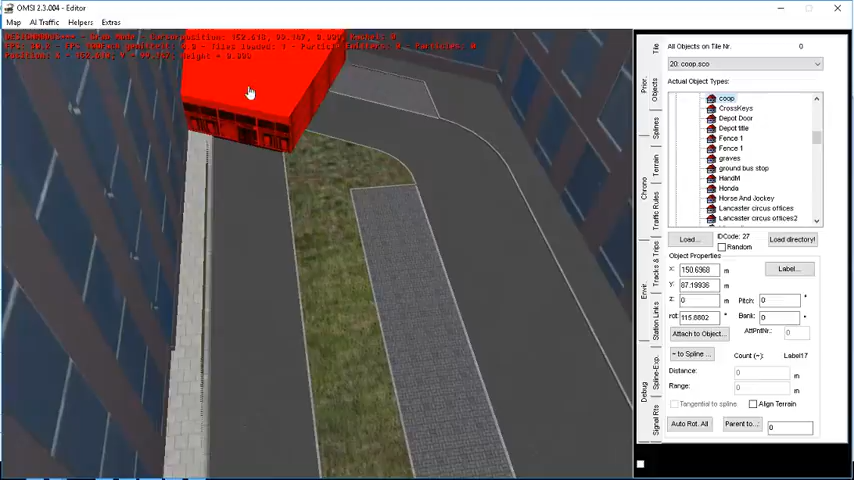 OMSI 2.3.004 - Editor
Map AI Traffic Helpers Extras
All Objects on Tile Nr. 0
20: coop.sco
Actual Object Types:
coop
CrossKeys
Depot Door
Depot title
Fence 1
Fence 1
graves
ground bus stop
HandM
Honda
Horse And Jockey
Lancaster circus offices
Lancaster circus offices2
Load...
IDCode: 27
Random
Load directory!
Object Properties
x: 150.6968 m
Label...
Y: 87.19936 m
z: 0 m
Pitch: 0 °
rot: 115.8802 °
Bank: 0 °
Attach to Object...
AttPntNr.: 0
~ to Spline ...
Count (~):
Label17
Distance: 0 m
Range: 0 m
Tangential to spline
Align Terrain
Auto Rot. All
Parent to...:
0
Tile
Objects
Splines
Terrain
Traffic Rules
Tracks & Trips
Station Links
Spline-Exp.
Signal Rts
Prior.
Chrono
Envir.
Debug